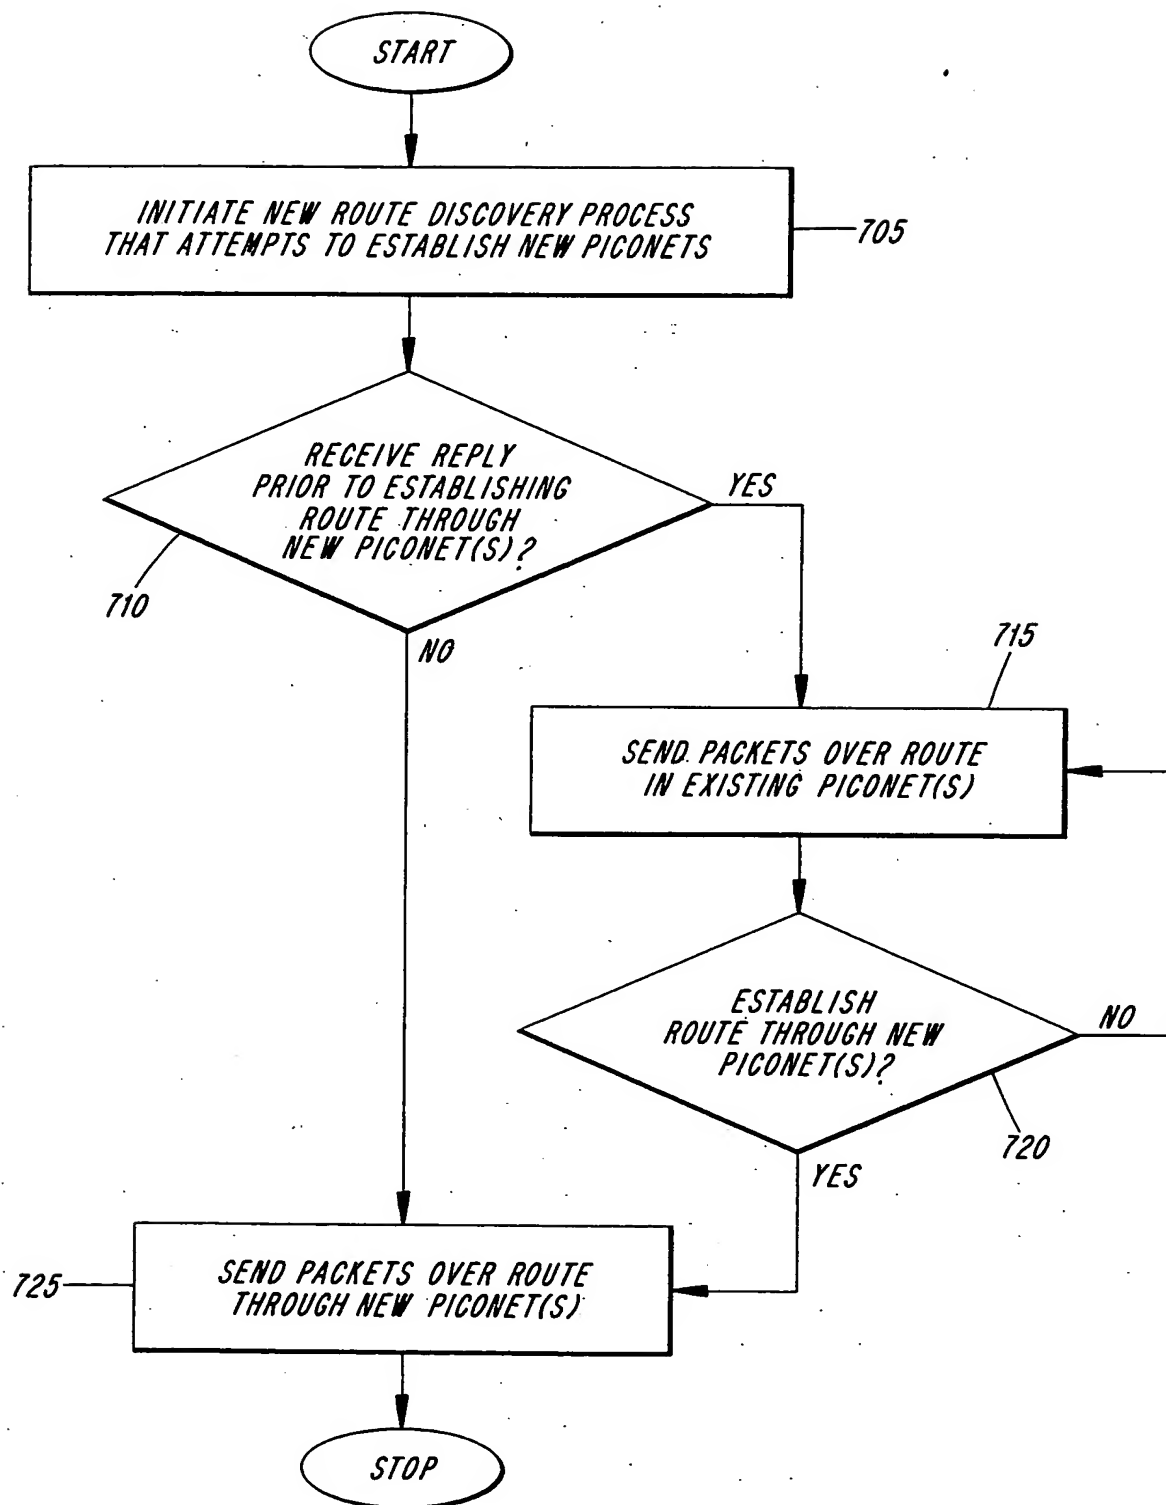 START
INITIATE NEW ROUTE DISCOVERY PROCESS
THAT ATTEMPTS TO ESTABLISH NEW PICONETS
705
RECEIVE REPLY
PRIOR TO ESTABLISHING
ROUTE THROUGH
NEW PICONET(S)?
YES
710
NO
715
SEND PACKETS OVER ROUTE
IN EXISTING PICONET(S)
ESTABLISH
ROUTE THROUGH NEW
PICONET(S)?
NO
720
YES
725
SEND PACKETS OVER ROUTE
THROUGH NEW PICONET(S)
STOP